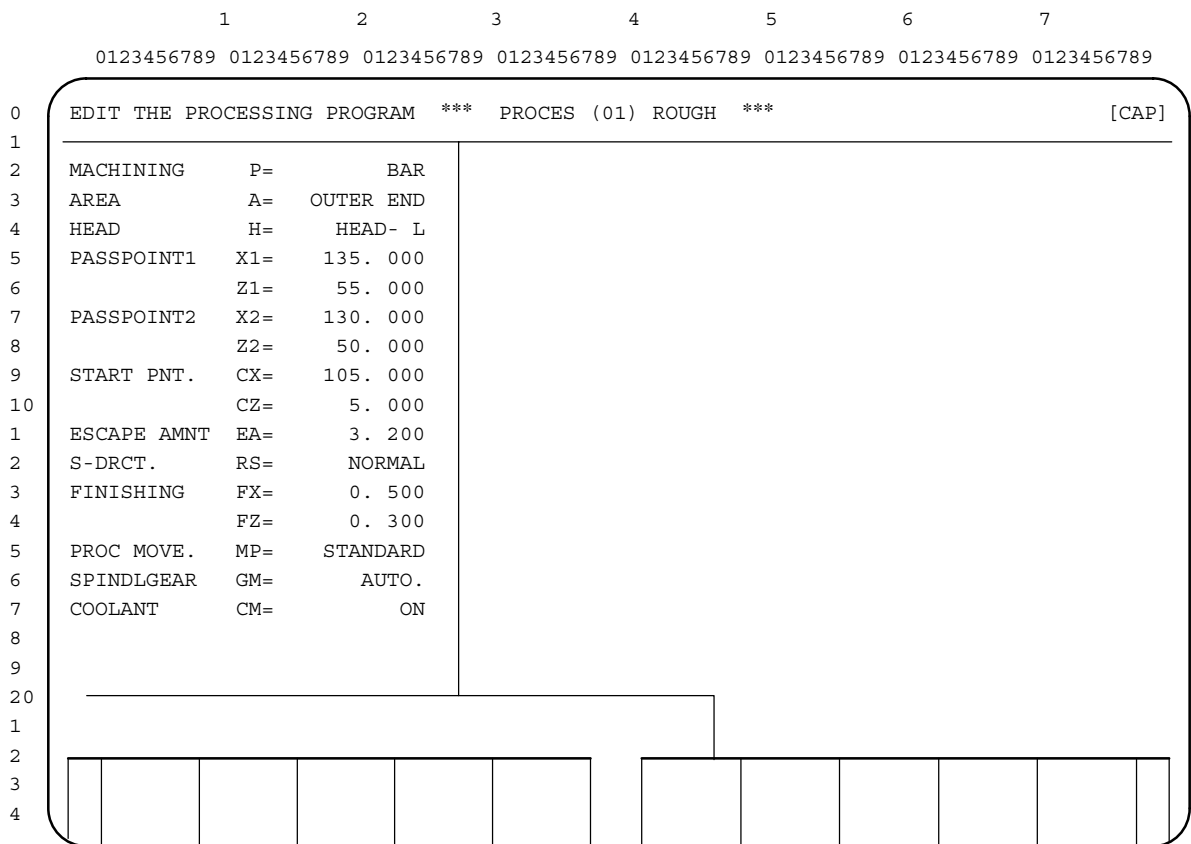 1 2 3 4 5 6 7
0123456789 0123456789 0123456789 0123456789 0123456789 0123456789 0123456789 0123456789
0 EDIT THE PROCESSING PROGRAM *** PROCES (01) ROUGH *** [CAP]
1
2 MACHINING P= BAR
3 AREA A= OUTER END
4 HEAD H= HEAD- L
5 PASSPOINT1 X1= 135. 000
6 Z1= 55. 000
7 PASSPOINT2 X2= 130. 000
8 Z2= 50. 000
9 START PNT. CX= 105. 000
10 CZ= 5. 000
1 ESCAPE AMNT EA= 3. 200
2 S-DRCT. RS= NORMAL
3 FINISHING FX= 0. 500
4 FZ= 0. 300
5 PROC MOVE. MP= STANDARD
6 SPINDLGEAR GM= AUTO.
7 COOLANT CM= ON
8
9
20
1
2
3
4